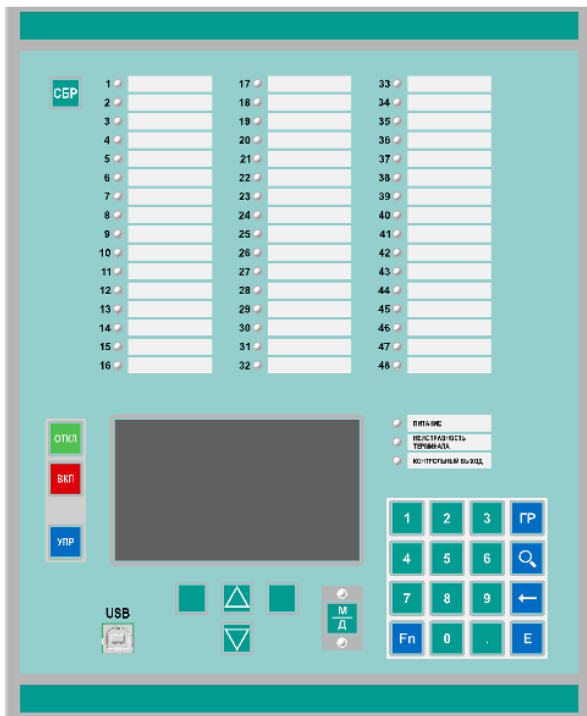 СБР
1 17 33
2 18 34
3 19 35
4 20 36
5 21 37
6 22 38
7 23 39
8 24 40
9 25 41
10 26 42
11 27 43
12 28 44
13 29 45
14 30 46
15 31 47
16 32 48
ОТКЛ
ВКЛ
УПР
ПИТАНИЕ
НЕИСПРАВНОСТЬ
ТЕРМИНАЛА
КОНТРОЛЬНЫЙ ВЫХОД
1 2 3 ГР
4 5 6
7 8 9 ←
Fn 0 . E
USB
М
Д